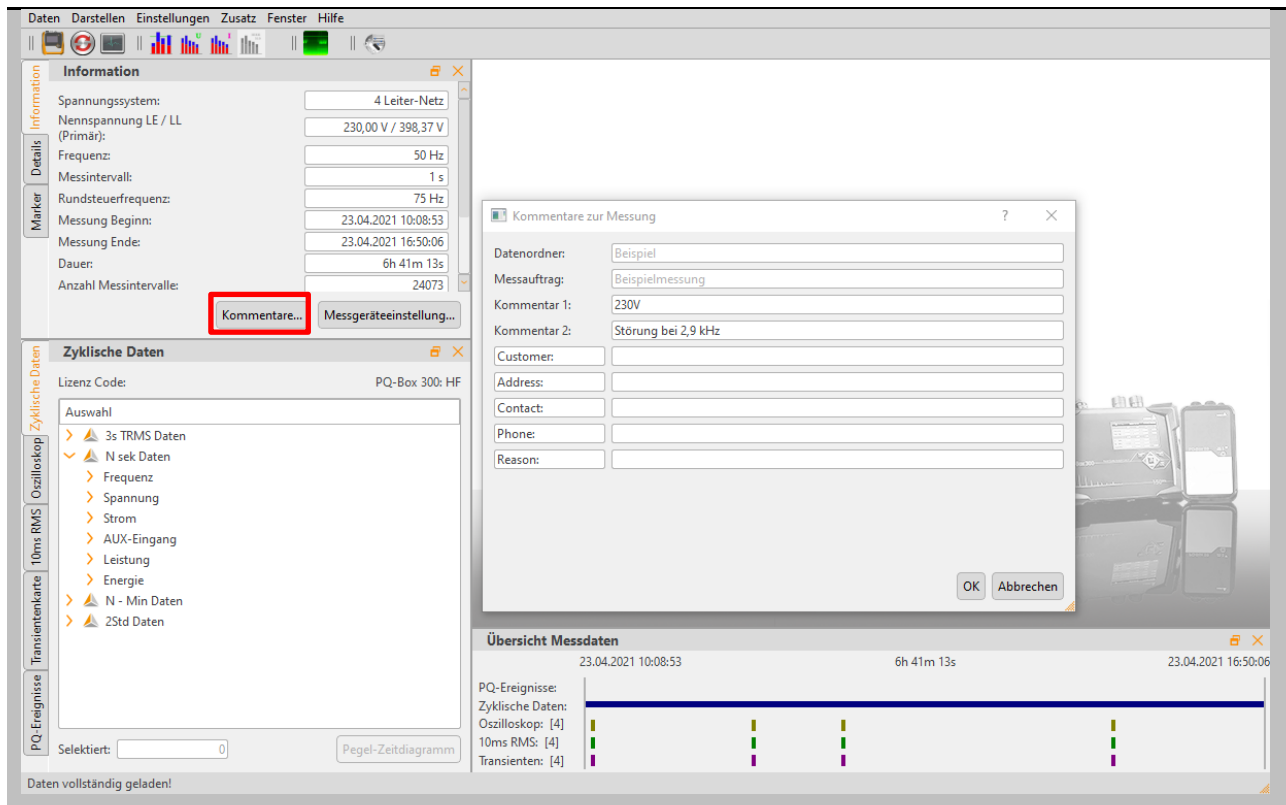 Daten Darstellen Einstellungen Zusatz Fenster Hilfe
Information
Details
Marker
Information
Spannungssystem: 4 Leiter-Netz
Nennspannung LE / LL
(Primär): 230,00 V / 398,37 V
Frequenz: 50 Hz
Messintervall: 1 s
Rundsteuerfrequenz: 75 Hz
Messung Beginn: 23.04.2021 10:08:53
Messung Ende: 23.04.2021 16:50:06
Dauer: 6h 41m 13s
Anzahl Messintervalle: 24073
Kommentare... Messgeräteeinstellung...
Zyklische Daten
Oszilloskop
10ms RMS
Transientenkarte
PQ-Ereignisse
Zyklische Daten
Lizenz Code: PQ-Box 300: HF
Auswahl
3s TRMS Daten
N sek Daten
Frequenz
Spannung
Strom
AUX-Eingang
Leistung
Energie
N - Min Daten
2Std Daten
Selektiert: 0 Pegel-Zeitdiagramm
Kommentare zur Messung ?
Datenordner: Beispiel
Messauftrag: Beispielmessung
Kommentar 1: 230V
Kommentar 2: Störung bei 2,9 kHz
Customer:
Address:
Contact:
Phone:
Reason:
OK Abbrechen
Übersicht Messdaten
23.04.2021 10:08:53 6h 41m 13s 23.04.2021 16:50:06
PQ-Ereignisse:
Zyklische Daten:
Oszilloskop: [4]
10ms RMS: [4]
Transienten: [4]
Daten vollständig geladen!